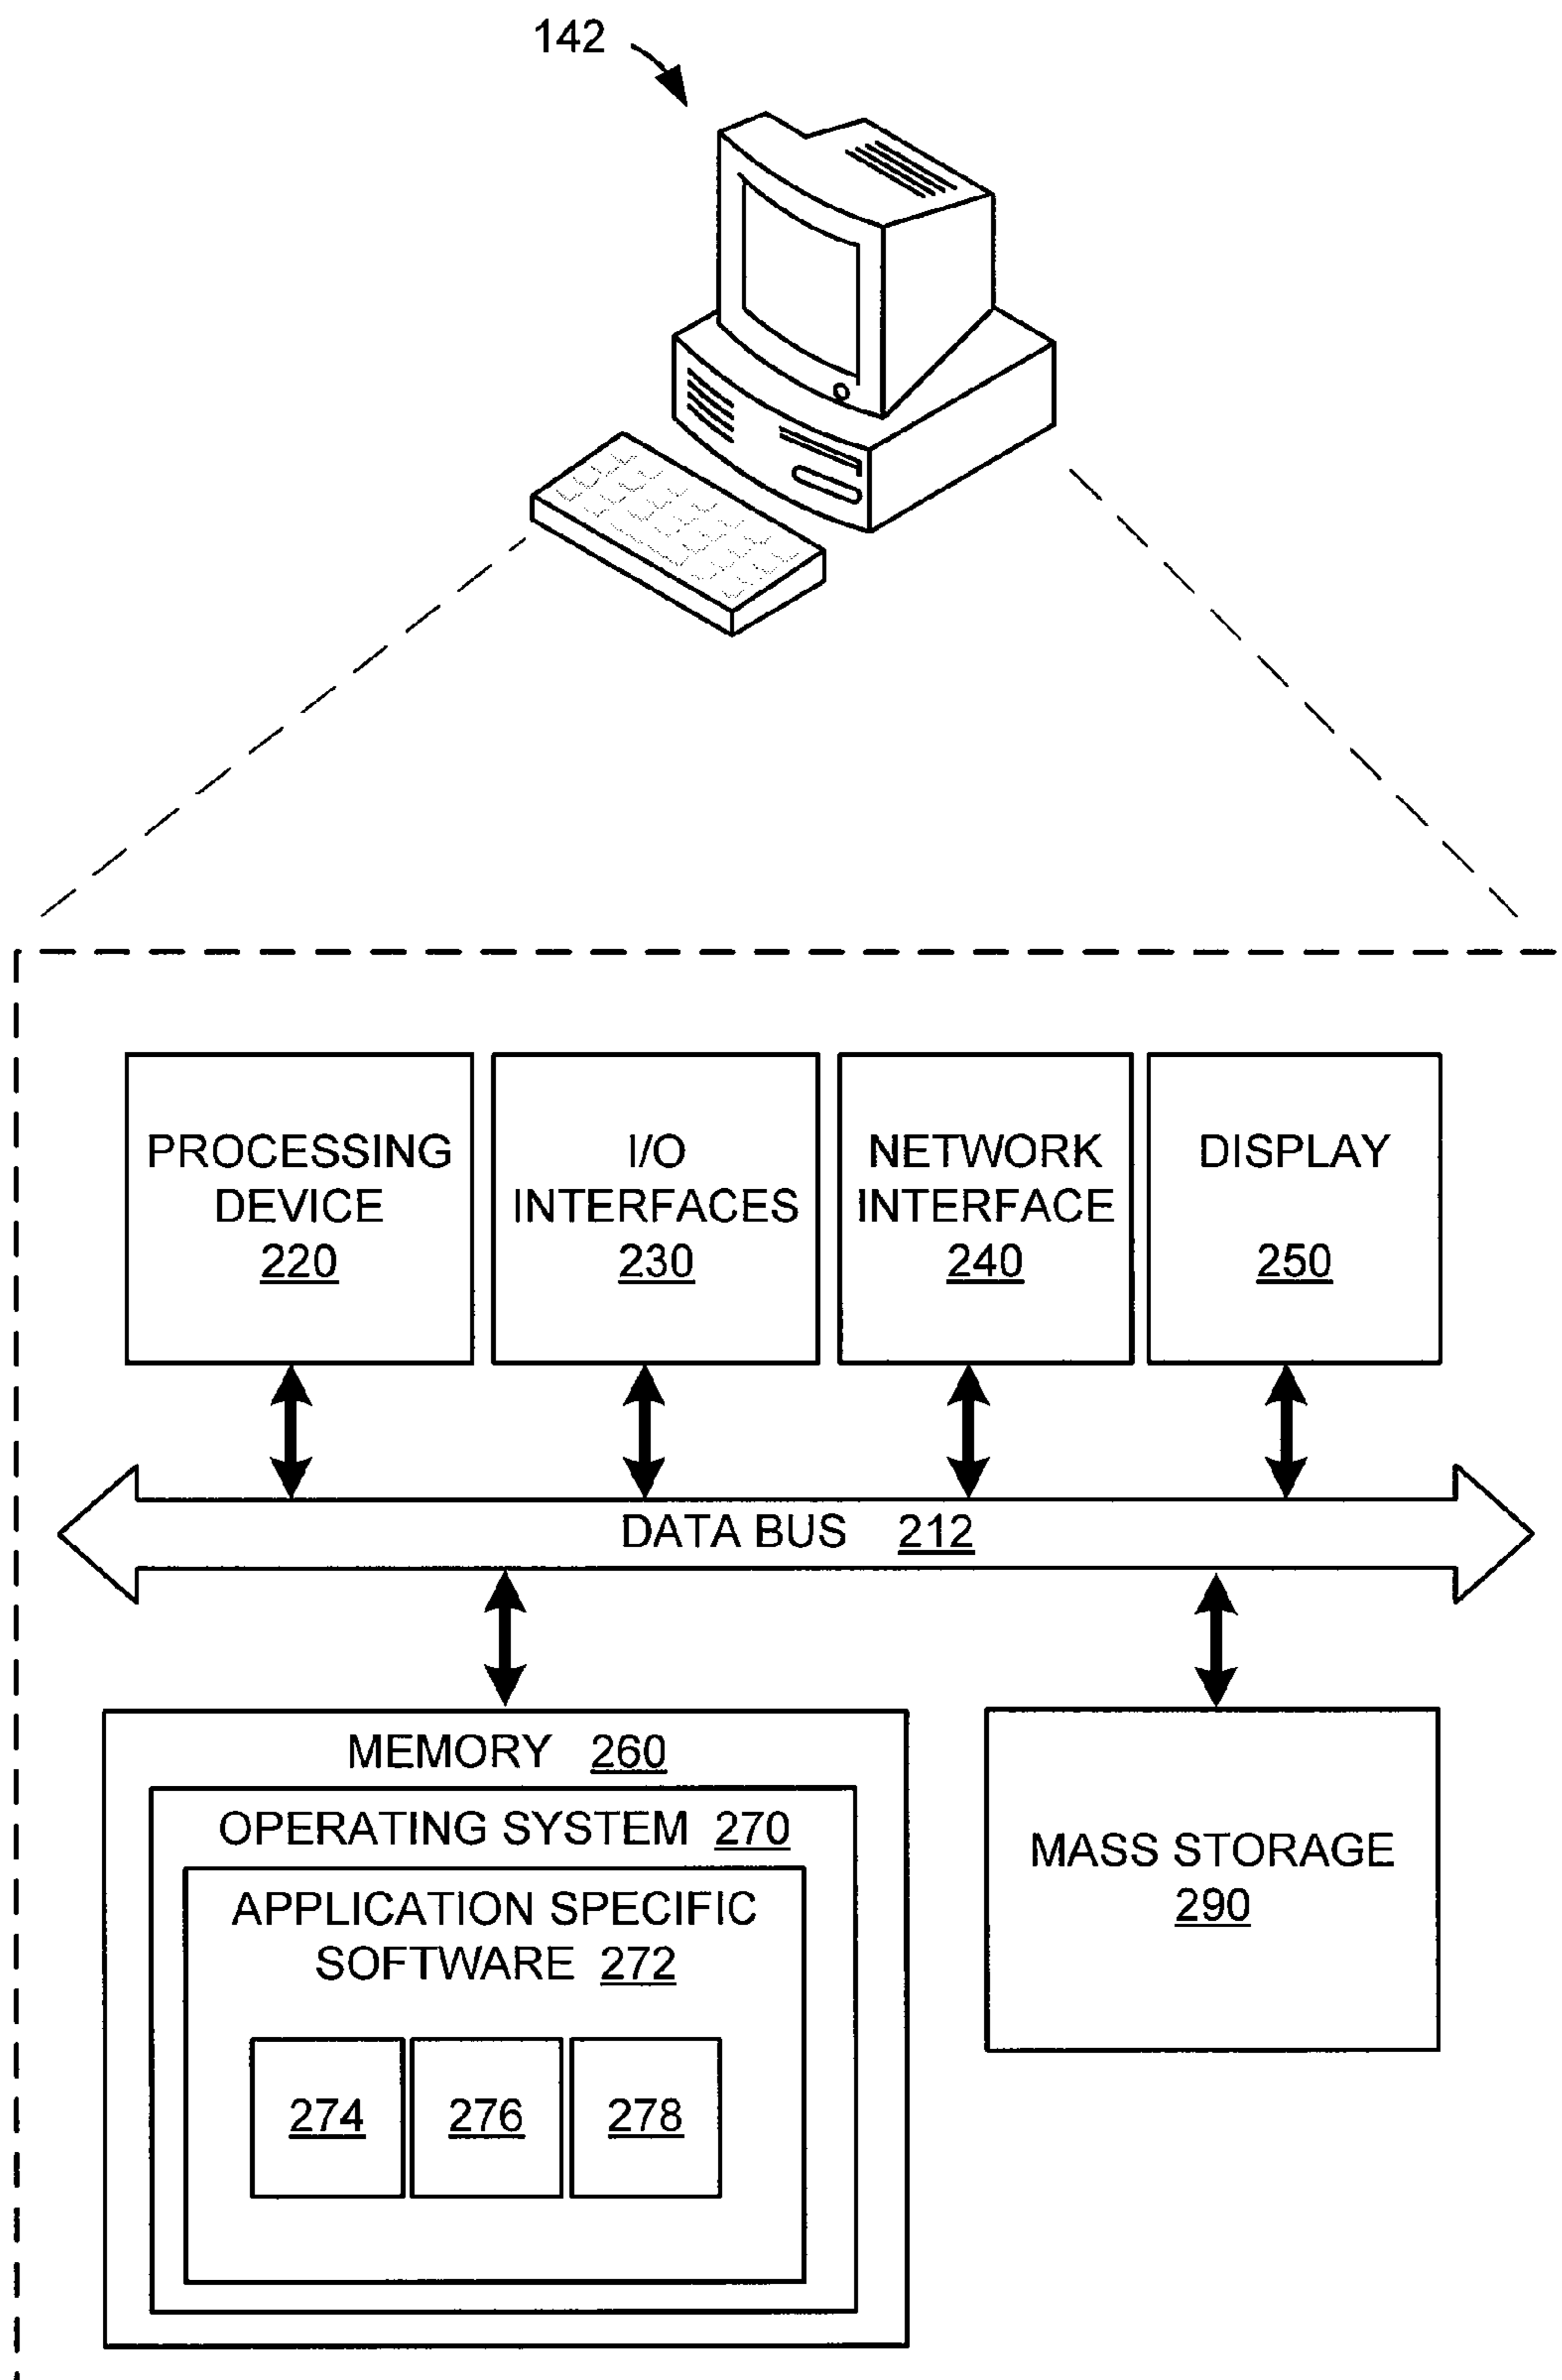 142
PROCESSING
DEVICE
220
I/O
INTERFACES
230
NETWORK
INTERFACE
240
DISPLAY
250
DATA BUS 212
MEMORY 260
OPERATING SYSTEM 270
APPLICATION SPECIFIC
SOFTWARE 272
274
276
278
MASS STORAGE
290